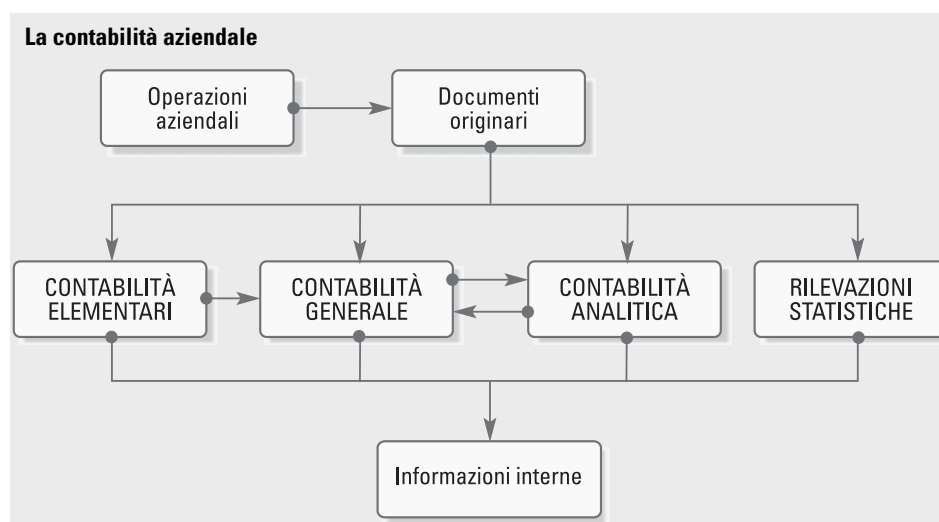 La contabilità aziendale
Operazioni
aziendali
Documenti
originari
CONTABILITÀ
ELEMENTARI
CONTABILITÀ
GENERALE
CONTABILITÀ
ANALITICA
RILEVAZIONI
STATISTICHE
Informazioni interne